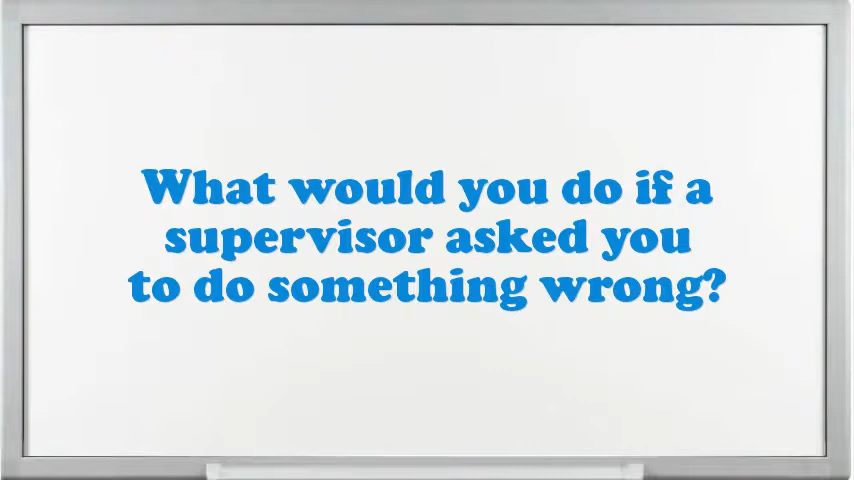 What would you do if a
supervisor asked you
to do something wrong?